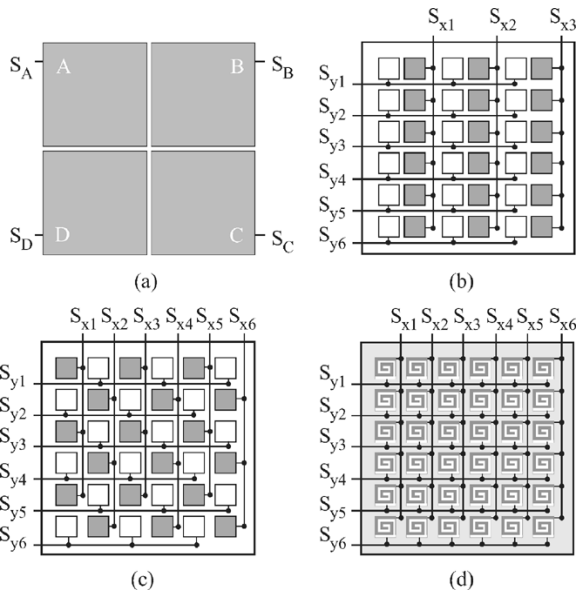 S_x1 S_x2 S_x3
S_A A B S_B
S_D D C S_C
S_y1
S_y2
S_y3
S_y4
S_y5
S_y6
(a) (b)
S_x1 S_x2 S_x3 S_x4 S_x5 S_x6
S_y1
S_y2
S_y3
S_y4
S_y5
S_y6
(c)
S_x1 S_x2 S_x3 S_x4 S_x5 S_x6
S_y1
S_y2
S_y3
S_y4
S_y5
S_y6
(d)